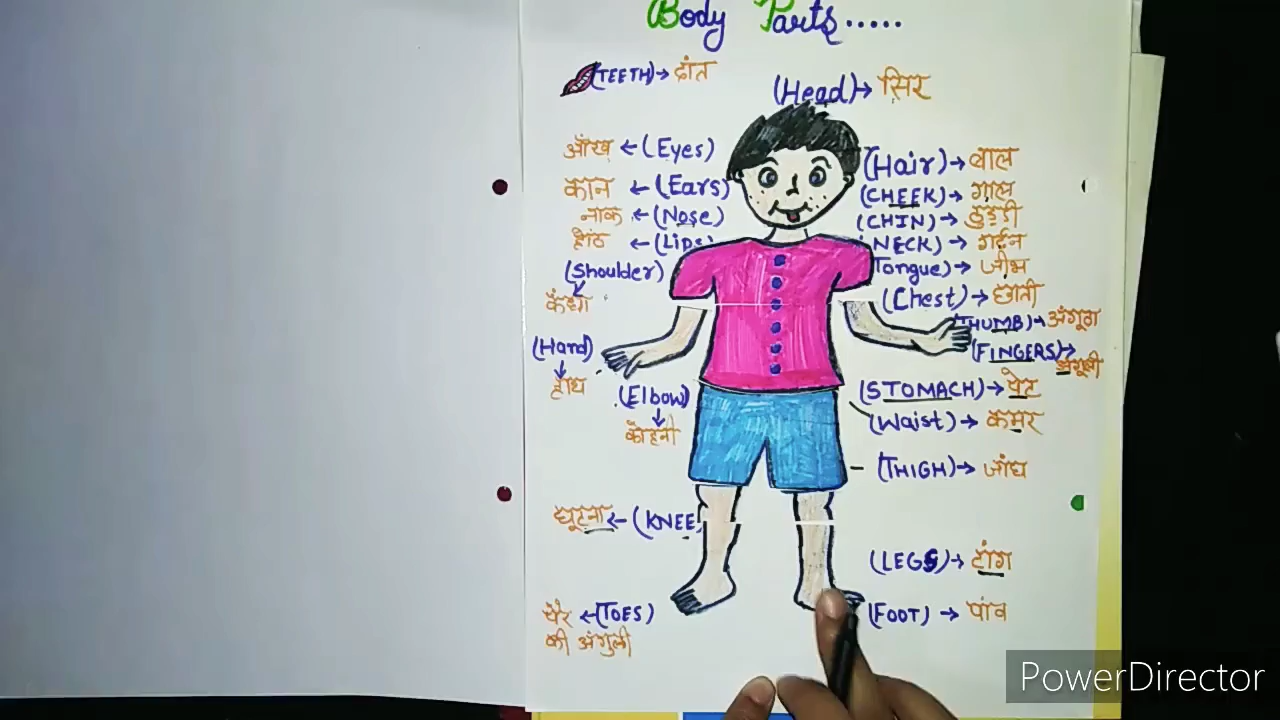 Body Parts.....
(TEETH)→ दांत
(Head)→ सिर
आँख ←(Eyes)
(Hair)→ बाल
कान ←(Ears)
(CHEEK)→ गाल
नाक ←(Nose)
(CHIN)→ ठुड्डी
होंठ ←(Lips
NECK)→ गर्दन
(Shoulder)
Tongue)→ जीभ
कंधा
(Chest)→ छाती
THUMB)→ अंगूठा
(Hand)
(FINGERS)→
अंगूली
हाथ
(Elbow)
कोहनी
(STOMACH)→ पेट
(Waist)→ कमर
(THIGH)→ जांघ
घूटना←(KNEE)
(LEGS)→ टांग
पैर ←(TOES)
की अंगुली
(FOOT)→ पांव
PowerDirector